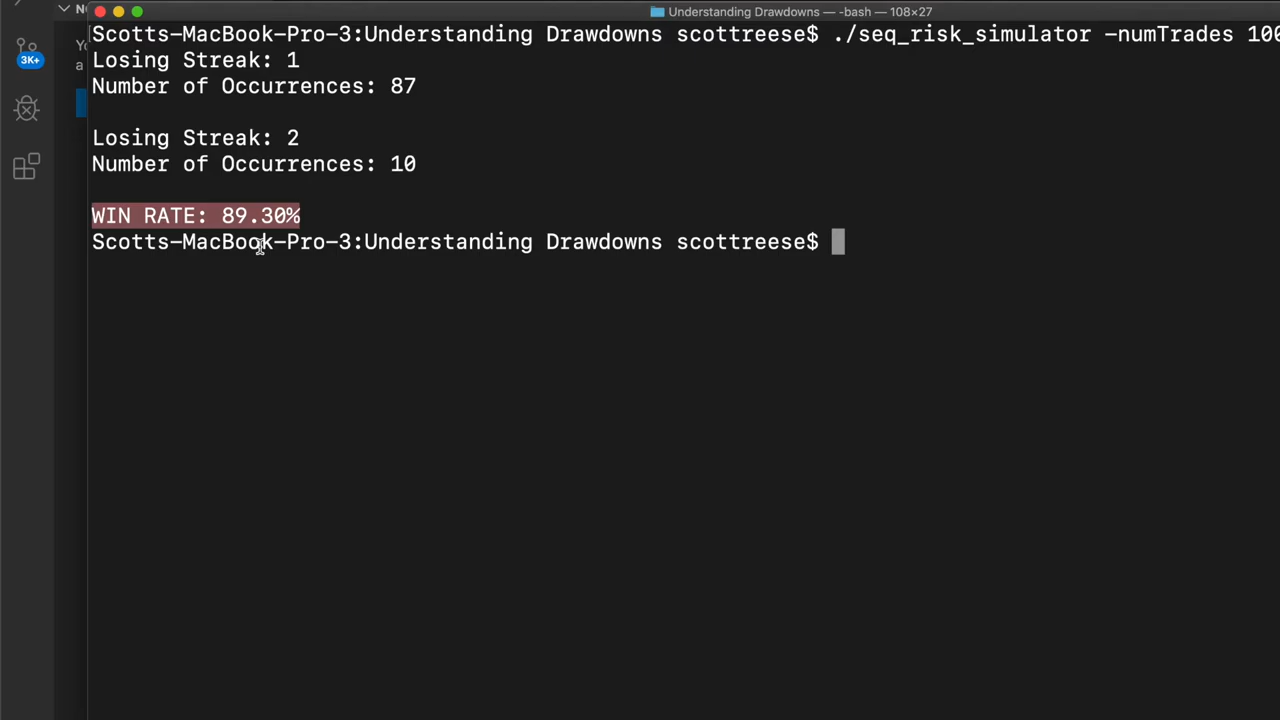 Understanding Drawdowns — -bash — 108×27
Scotts-MacBook-Pro-3:Understanding Drawdowns scottreese$ ./seq_risk_simulator -numTrades 100
Losing Streak: 1
Number of Occurrences: 87
Losing Streak: 2
Number of Occurrences: 10
WIN RATE: 89.30%
Scotts-MacBook-Pro-3:Understanding Drawdowns scottreese$
3K+